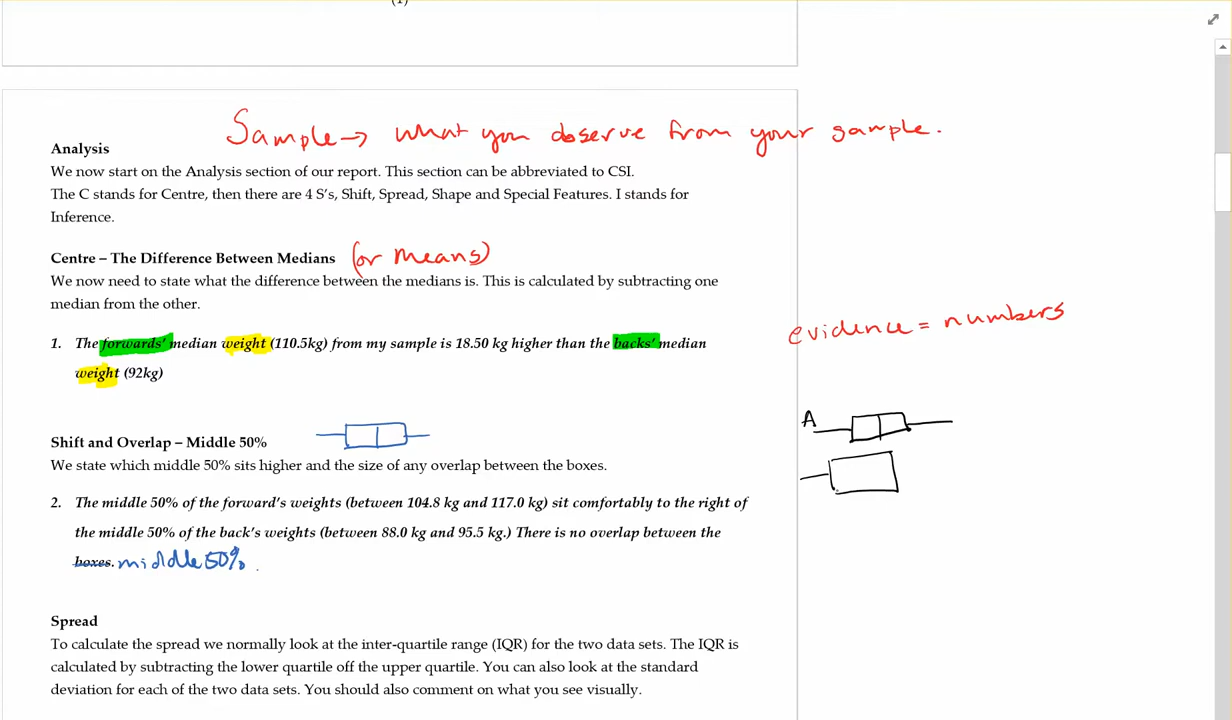 (1)
Sample → what you observe from your sample.
Analysis
We now start on the Analysis section of our report. This section can be abbreviated to CSI.
The C stands for Centre, then there are 4 S's, Shift, Spread, Shape and Special Features. I stands for
Inference.
Centre – The Difference Between Medians (or means)
We now need to state what the difference between the medians is. This is calculated by subtracting one
median from the other.
evidence = numbers
1. The forwards' median weight (110.5kg) from my sample is 18.50 kg higher than the backs' median
weight (92kg)
A
Shift and Overlap – Middle 50%
We state which middle 50% sits higher and the size of any overlap between the boxes.
2. The middle 50% of the forward's weights (between 104.8 kg and 117.0 kg) sit comfortably to the right of
the middle 50% of the back's weights (between 88.0 kg and 95.5 kg.) There is no overlap between the
boxes. middle 50%.
Spread
To calculate the spread we normally look at the inter-quartile range (IQR) for the two data sets. The IQR is
calculated by subtracting the lower quartile off the upper quartile. You can also look at the standard
deviation for each of the two data sets. You should also comment on what you see visually.